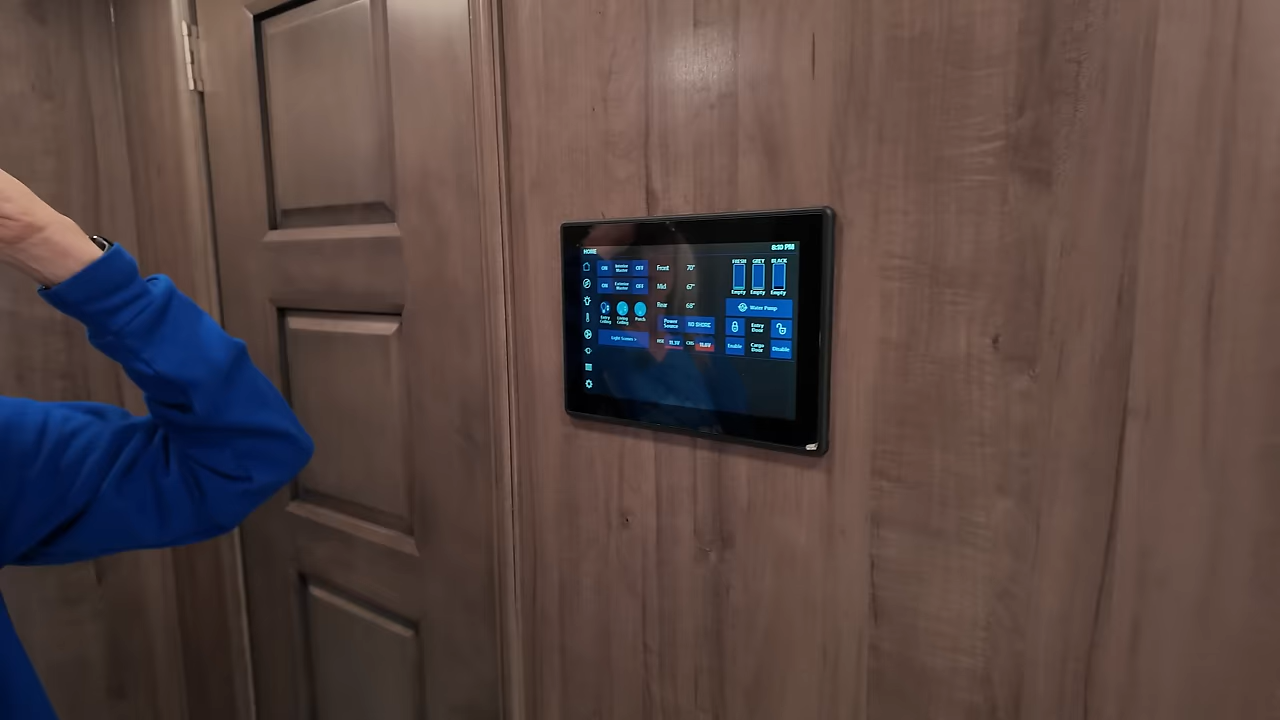 HOME 8:10 PM
ON Interior Master OFF
ON Exterior Master OFF
Entry Ceiling Living Ceiling Porch
Light Scenes >
Front 70°
Mid 67°
Rear 68°
Power Source NO SHORE
FRESH GREY BLACK
Empty Empty Empty
Water Pump
Entry Door
Enable Cargo Door Disable